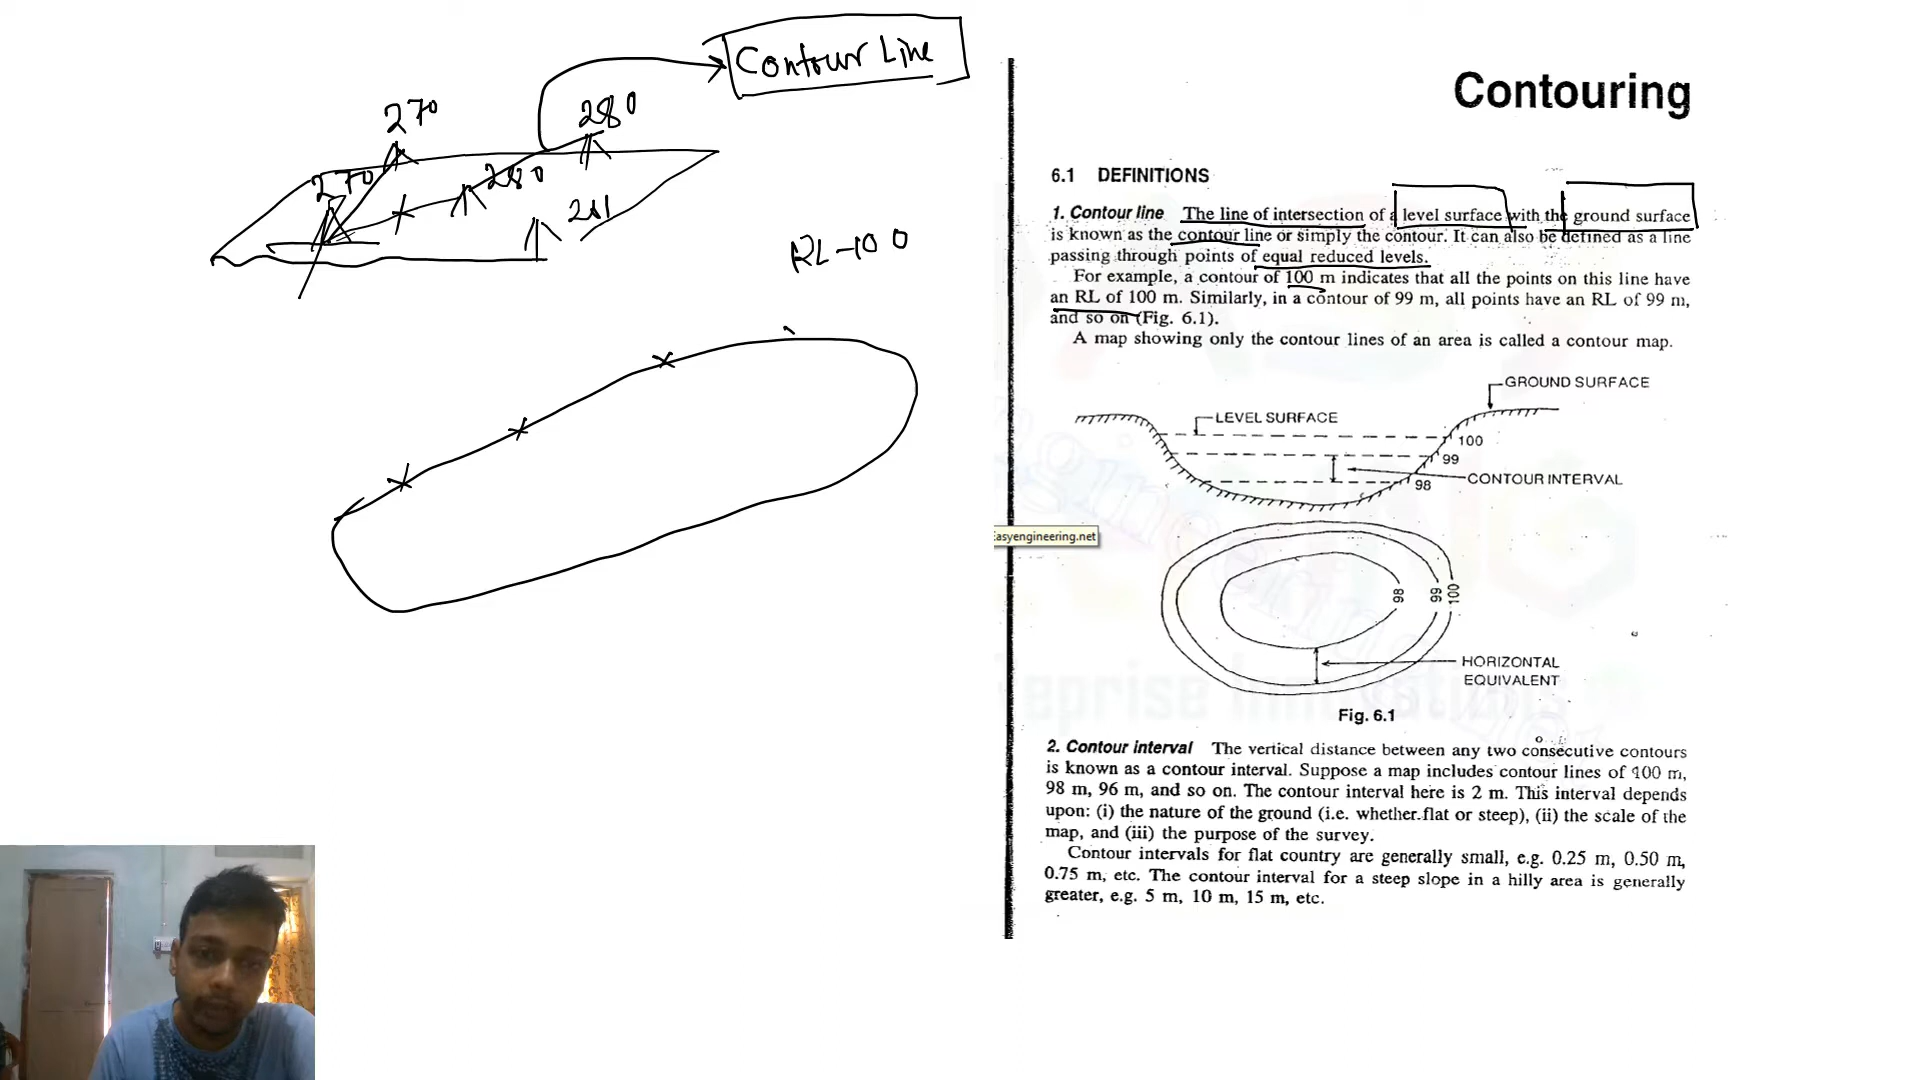 Contour Line
270
280
270
280
281
RL-100
Contouring
6.1 DEFINITIONS
1. Contour line The line of intersection of a level surface with the ground surface
is known as the contour line or simply the contour. It can also be defined as a line
passing through points of equal reduced levels.
For example, a contour of 100 m indicates that all the points on this line have
an RL of 100 m. Similarly, in a contour of 99 m, all points have an RL of 99 m,
and so on (Fig. 6.1).
A map showing only the contour lines of an area is called a contour map.
GROUND SURFACE
LEVEL SURFACE
100
99
98
CONTOUR INTERVAL
asyengineering.net
98
99
100
HORIZONTAL
EQUIVALENT
Fig. 6.1
2. Contour interval The vertical distance between any two consecutive contours
is known as a contour interval. Suppose a map includes contour lines of 100 m,
98 m, 96 m, and so on. The contour interval here is 2 m. This interval depends
upon: (i) the nature of the ground (i.e. whether flat or steep), (ii) the scale of the
map, and (iii) the purpose of the survey.
Contour intervals for flat country are generally small, e.g. 0.25 m, 0.50 m,
0.75 m, etc. The contour interval for a steep slope in a hilly area is generally
greater, e.g. 5 m, 10 m, 15 m, etc.